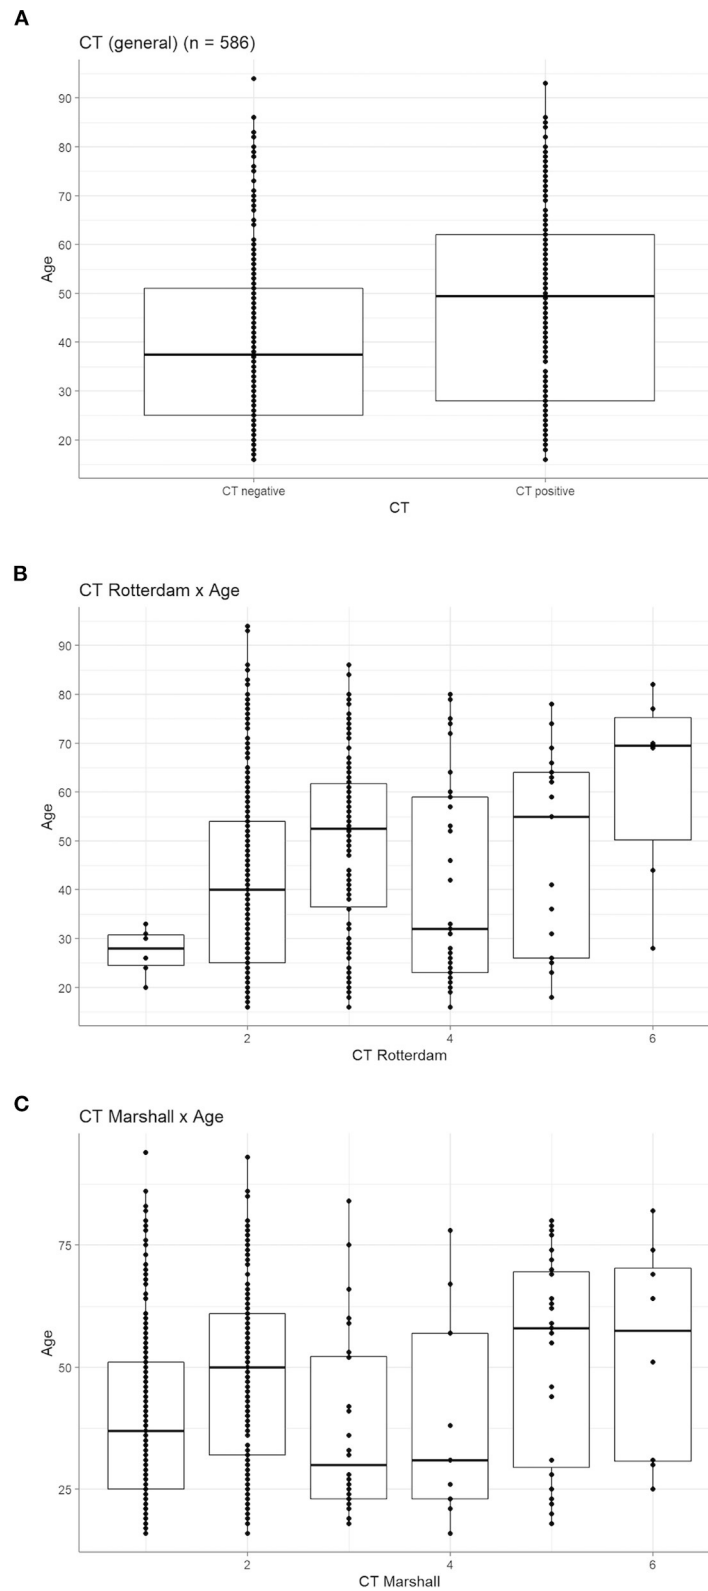 A
CT (general) (n = 586)
90
80
70
60
50
40
30
20
Age
CT negative
CT positive
CT
B
CT Rotterdam x Age
90
80
70
60
50
40
30
20
Age
2
4
6
CT Rotterdam
C
CT Marshall x Age
75
50
25
Age
2
4
6
CT Marshall